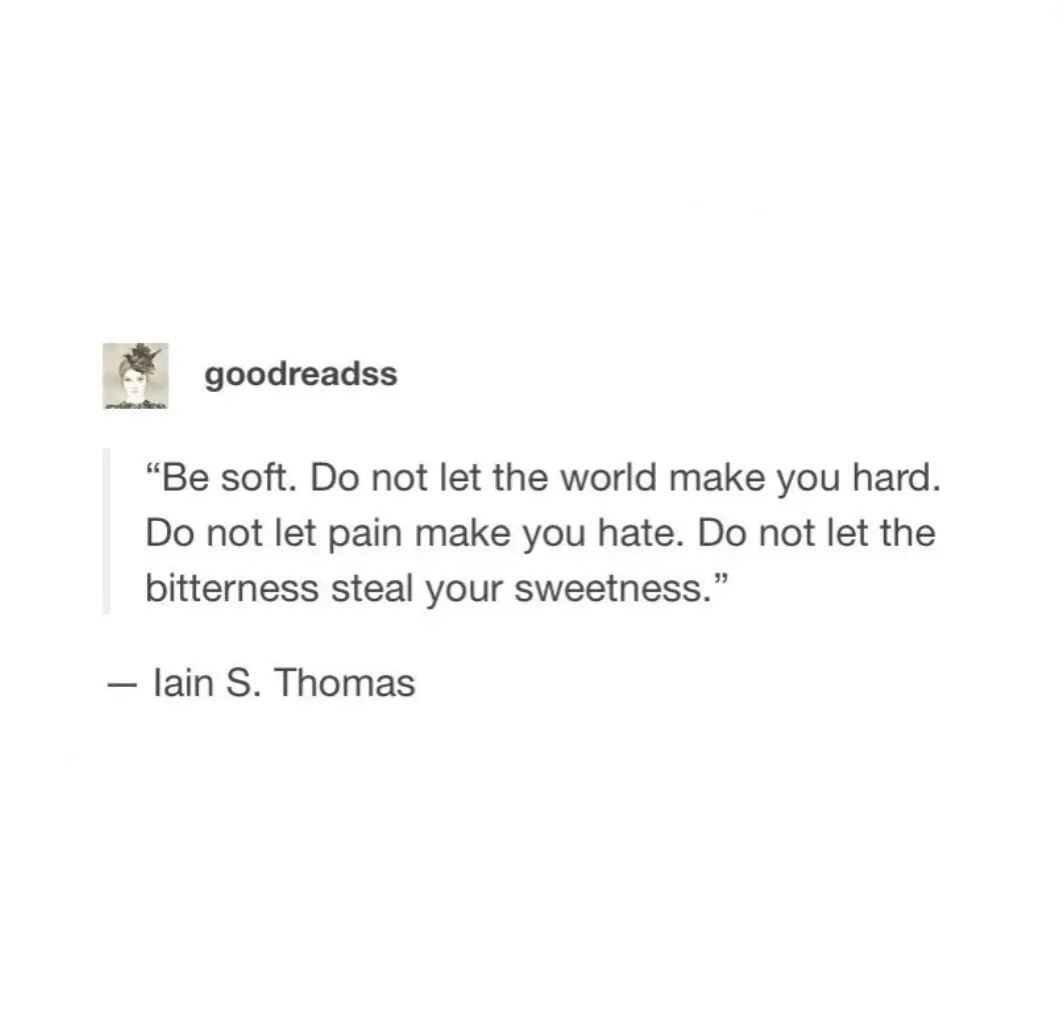 goodreadss
“Be soft. Do not let the world make you hard.
Do not let pain make you hate. Do not let the
bitterness steal your sweetness.”
— Iain S. Thomas